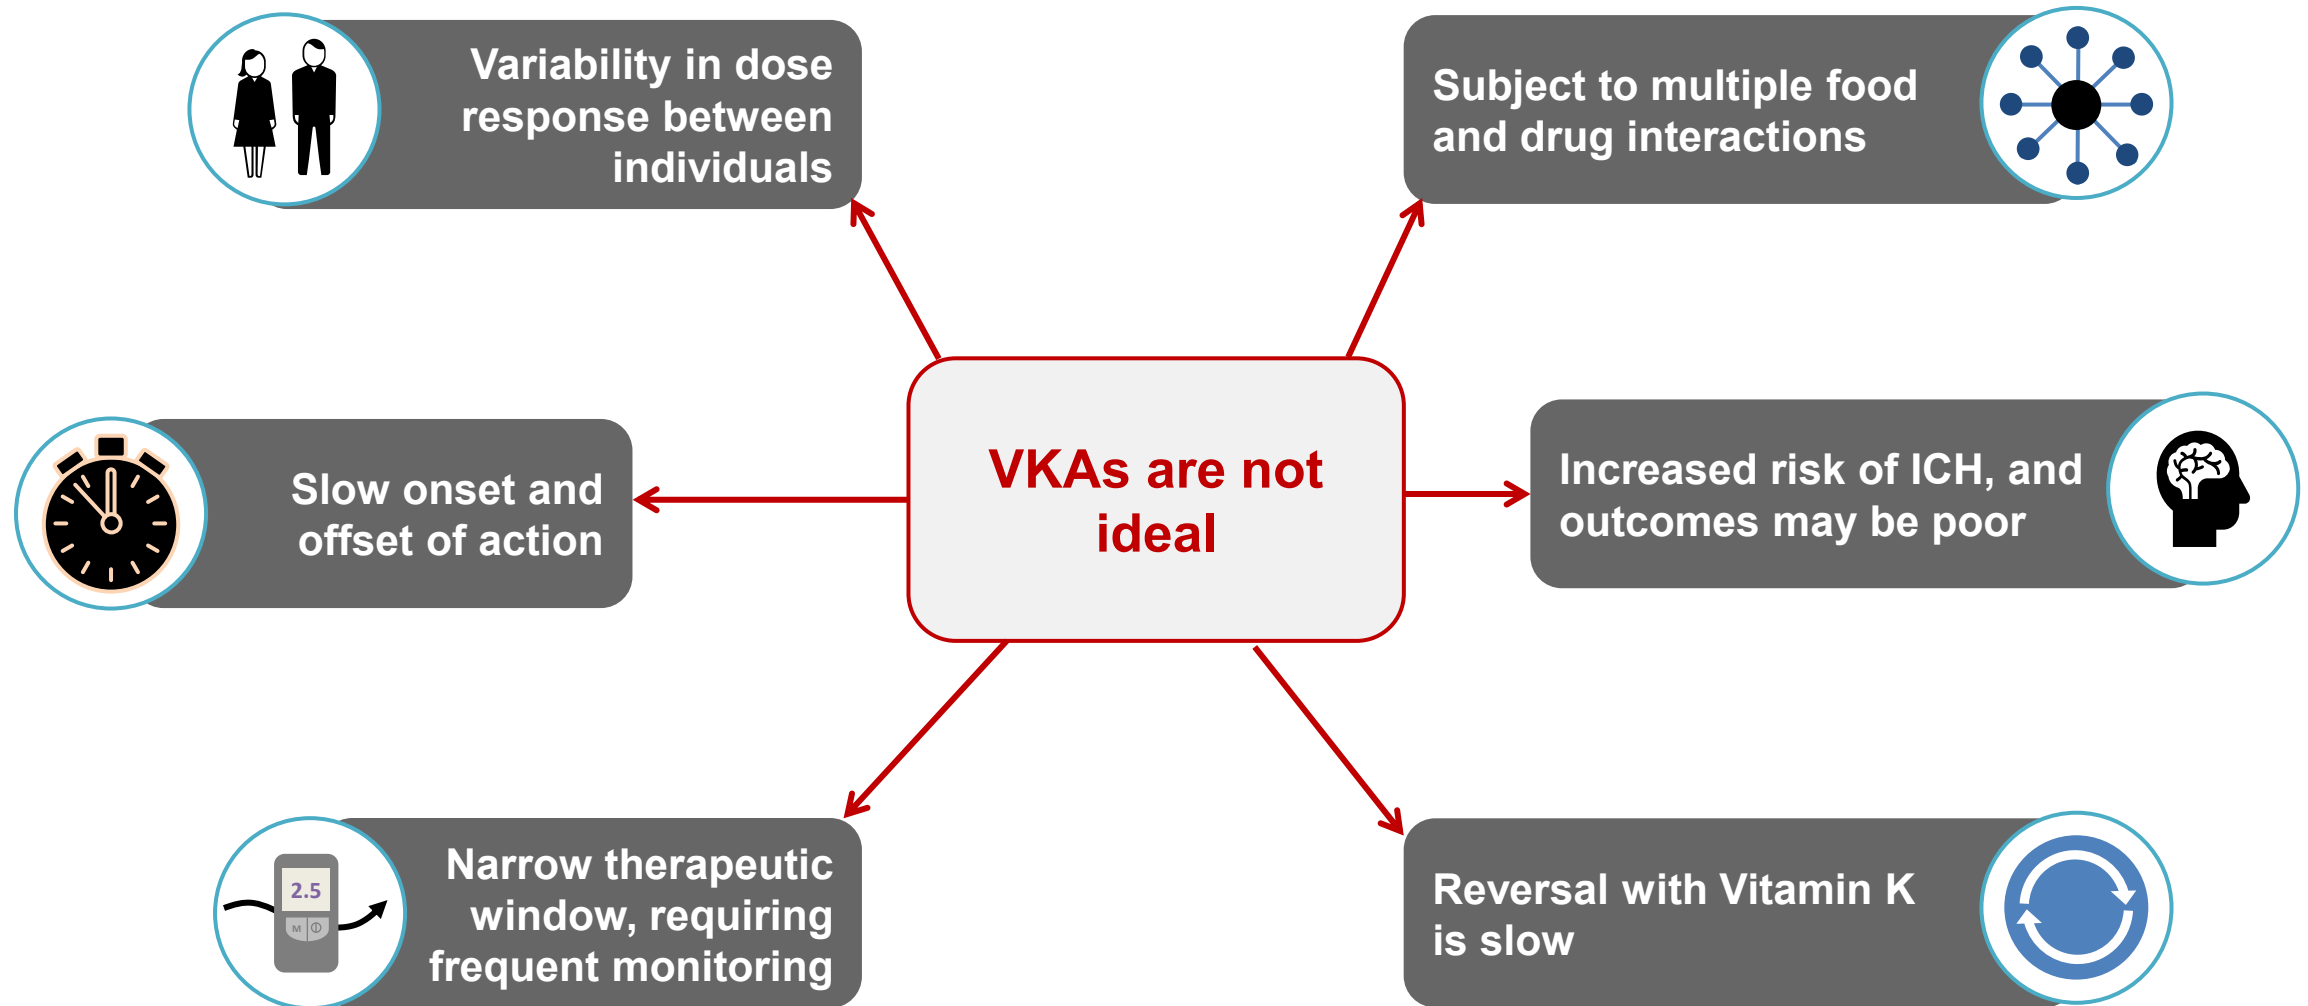 Variability in dose
response between
individuals
Subject to multiple food
and drug interactions
Slow onset and
offset of action
VKAs are not
ideal
Increased risk of ICH, and
outcomes may be poor
2.5
M
Narrow therapeutic
window, requiring
frequent monitoring
Reversal with Vitamin K
is slow